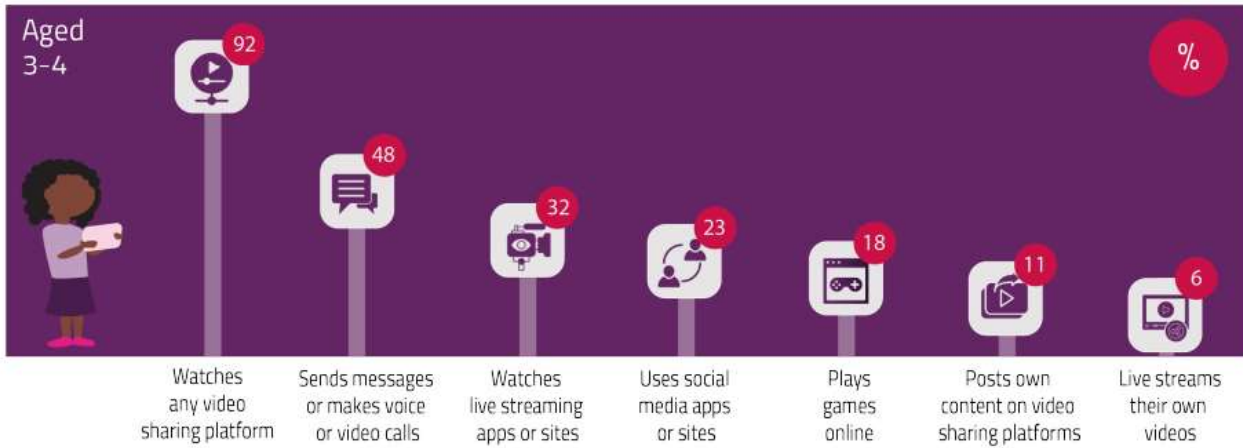 Aged
3-4
%
92
48
32
23
18
11
6
Watches
any video
sharing platform
Sends messages
or makes voice
or video calls
Watches
live streaming
apps or sites
Uses social
media apps
or sites
Plays
games
online
Posts own
content on video
sharing platforms
Live streams
their own
videos